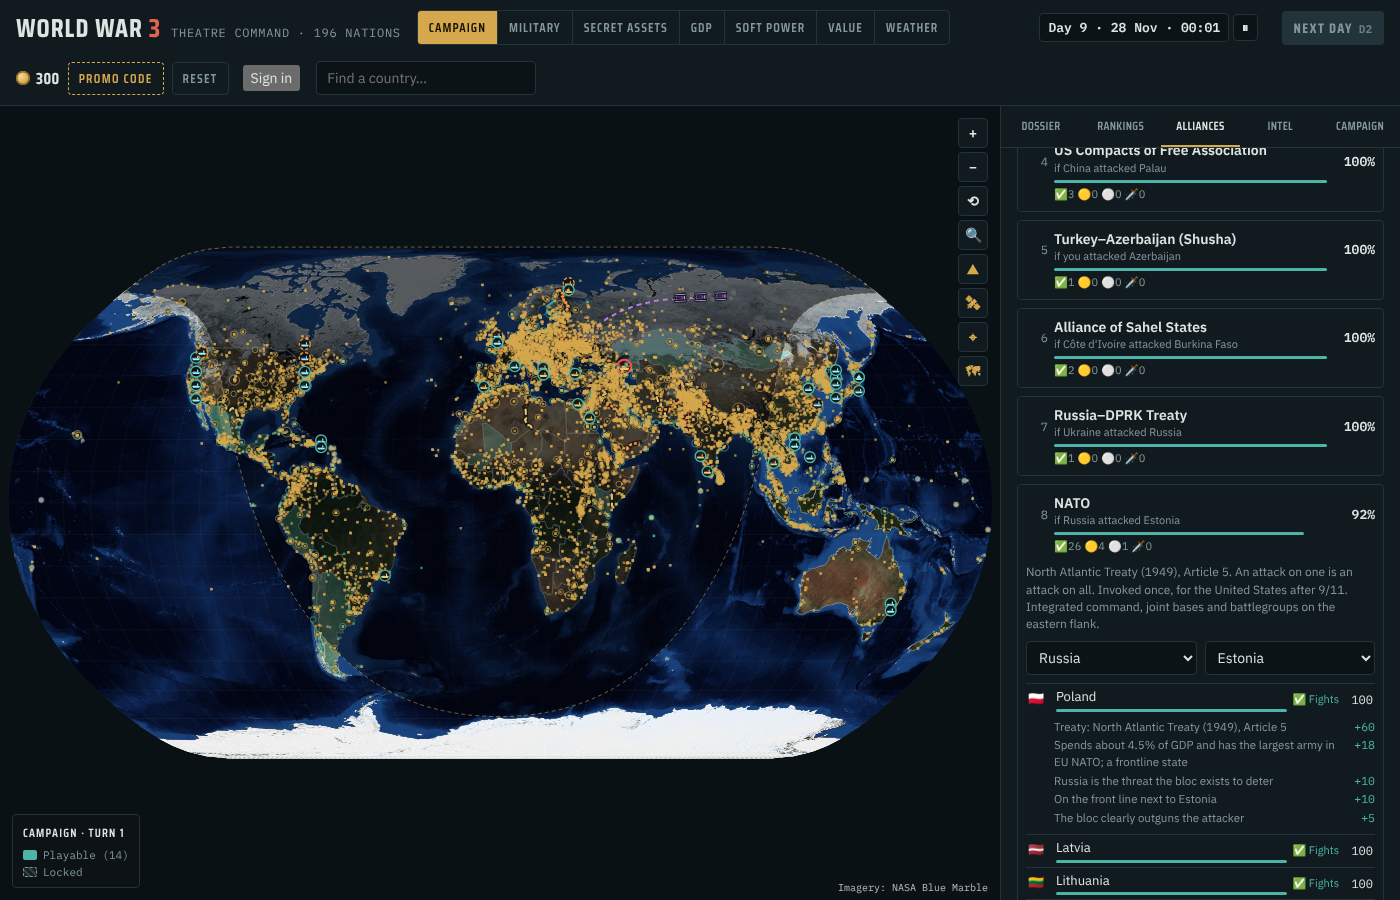 WORLD WAR 3 THEATRE COMMAND · 196 NATIONS
CAMPAIGN MILITARY SECRET ASSETS GDP SOFT POWER VALUE WEATHER
Day 9 · 28 Nov · 00:01
NEXT DAY D2
300 PROMO CODE RESET Sign in Find a country...
DOSSIER RANKINGS ALLIANCES INTEL CAMPAIGN
4 US Compacts of Free Association 100%
if China attacked Palau
✅3 🟡0 ⚪0 🗡️0
5 Turkey–Azerbaijan (Shusha) 100%
if you attacked Azerbaijan
✅1 🟡0 ⚪0 🗡️0
6 Alliance of Sahel States 100%
if Côte d'Ivoire attacked Burkina Faso
✅2 🟡0 ⚪0 🗡️0
7 Russia–DPRK Treaty 100%
if Ukraine attacked Russia
✅1 🟡0 ⚪0 🗡️0
8 NATO 92%
if Russia attacked Estonia
✅26 🟡4 ⚪1 🗡️0
North Atlantic Treaty (1949), Article 5. An attack on one is an
attack on all. Invoked once, for the United States after 9/11.
Integrated command, joint bases and battlegroups on the
eastern flank.
Russia Estonia
Poland ✅ Fights 100
Treaty: North Atlantic Treaty (1949), Article 5 +60
Spends about 4.5% of GDP and has the largest army in +18
EU NATO; a frontline state
Russia is the threat the bloc exists to deter +10
On the front line next to Estonia +10
The bloc clearly outguns the attacker +5
Latvia ✅ Fights 100
Lithuania ✅ Fights 100
CAMPAIGN · TURN 1
Playable (14)
Locked
Imagery: NASA Blue Marble